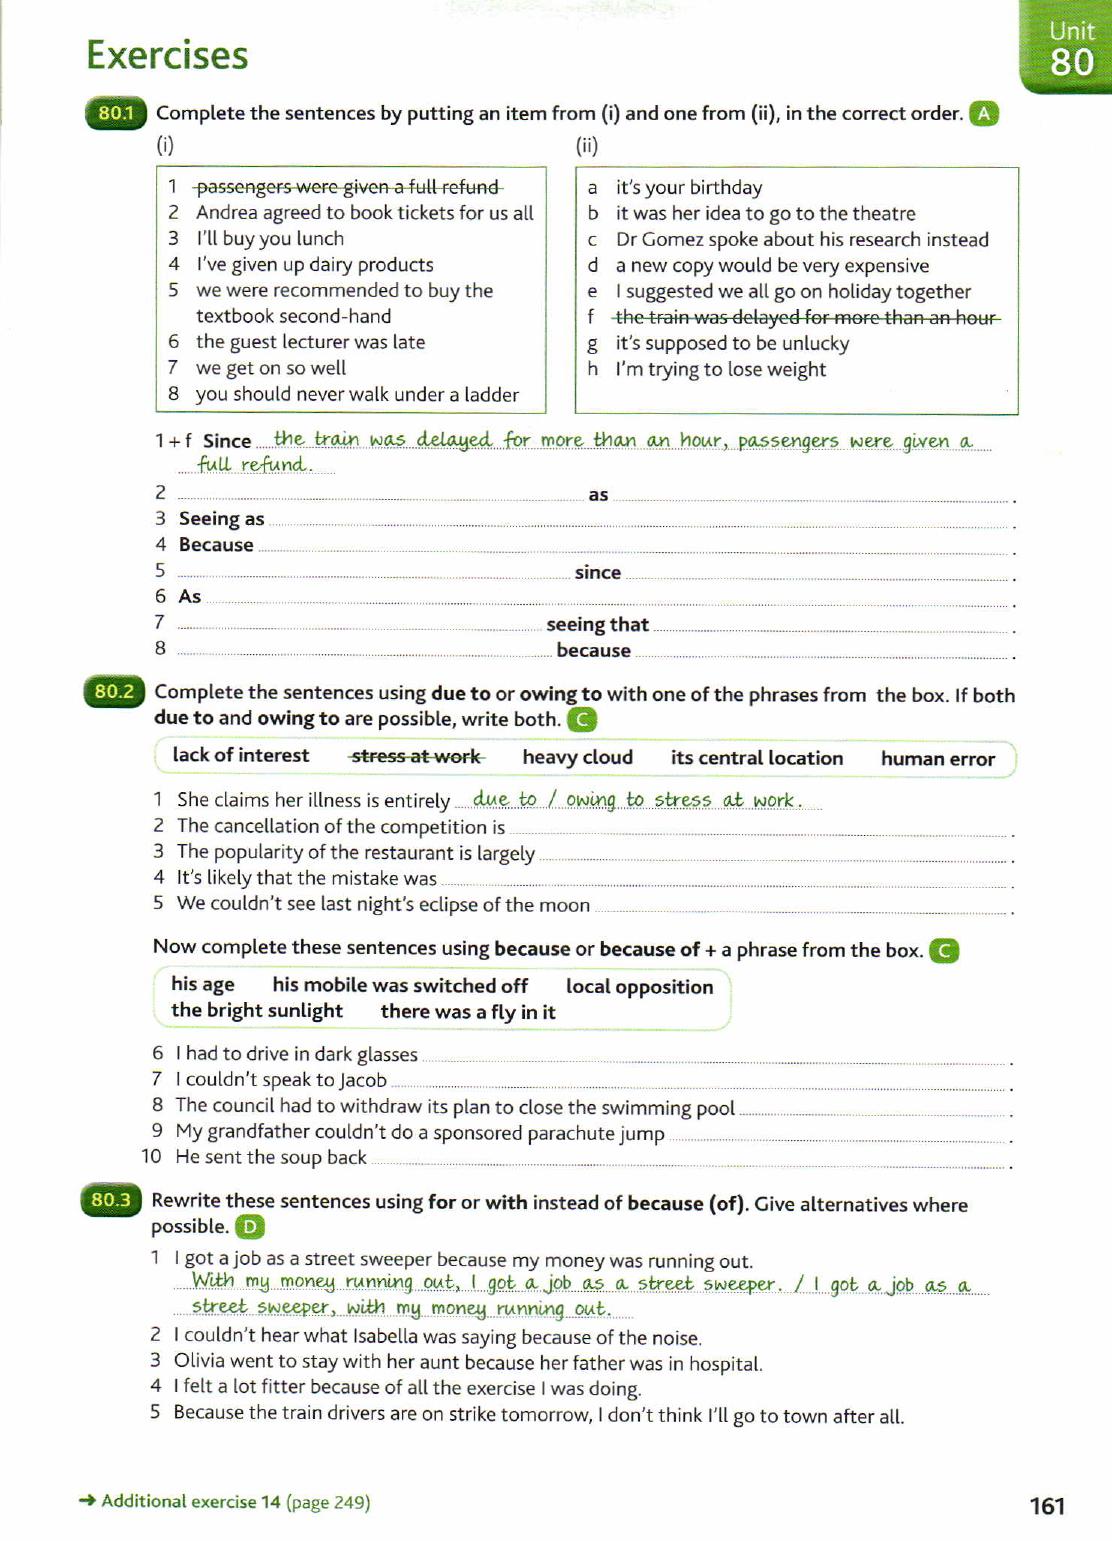 Unit
80
Exercises
80.1 Complete the sentences by putting an item from (i) and one from (ii), in the correct order. A
(i) (ii)
1 passengers were given a full refund
2 Andrea agreed to book tickets for us all
3 I'll buy you lunch
4 I've given up dairy products
5 we were recommended to buy the
textbook second-hand
6 the guest lecturer was late
7 we get on so well
8 you should never walk under a ladder
a it's your birthday
b it was her idea to go to the theatre
c Dr Gomez spoke about his research instead
d a new copy would be very expensive
e I suggested we all go on holiday together
f the train was delayed for more than an hour
g it's supposed to be unlucky
h I'm trying to lose weight
1 + f Since the train was delayed for more than an hour, passengers were given a
full refund.
2 as .
3 Seeing as .
4 Because .
5 since .
6 As .
7 seeing that .
8 because .
80.2 Complete the sentences using due to or owing to with one of the phrases from the box. If both
due to and owing to are possible, write both. C
lack of interest stress at work heavy cloud its central location human error
1 She claims her illness is entirely due to / owing to stress at work.
2 The cancellation of the competition is .
3 The popularity of the restaurant is largely .
4 It's likely that the mistake was .
5 We couldn't see last night's eclipse of the moon .
Now complete these sentences using because or because of + a phrase from the box. C
his age his mobile was switched off local opposition
the bright sunlight there was a fly in it
6 I had to drive in dark glasses .
7 I couldn't speak to Jacob .
8 The council had to withdraw its plan to close the swimming pool .
9 My grandfather couldn't do a sponsored parachute jump .
10 He sent the soup back .
80.3 Rewrite these sentences using for or with instead of because (of). Give alternatives where
possible. D
1 I got a job as a street sweeper because my money was running out.
With my money running out, I got a job as a street sweeper. / I got a job as a
street sweeper, with my money running out.
2 I couldn't hear what Isabella was saying because of the noise.
3 Olivia went to stay with her aunt because her father was in hospital.
4 I felt a lot fitter because of all the exercise I was doing.
5 Because the train drivers are on strike tomorrow, I don't think I'll go to town after all.
➜ Additional exercise 14 (page 249)
161